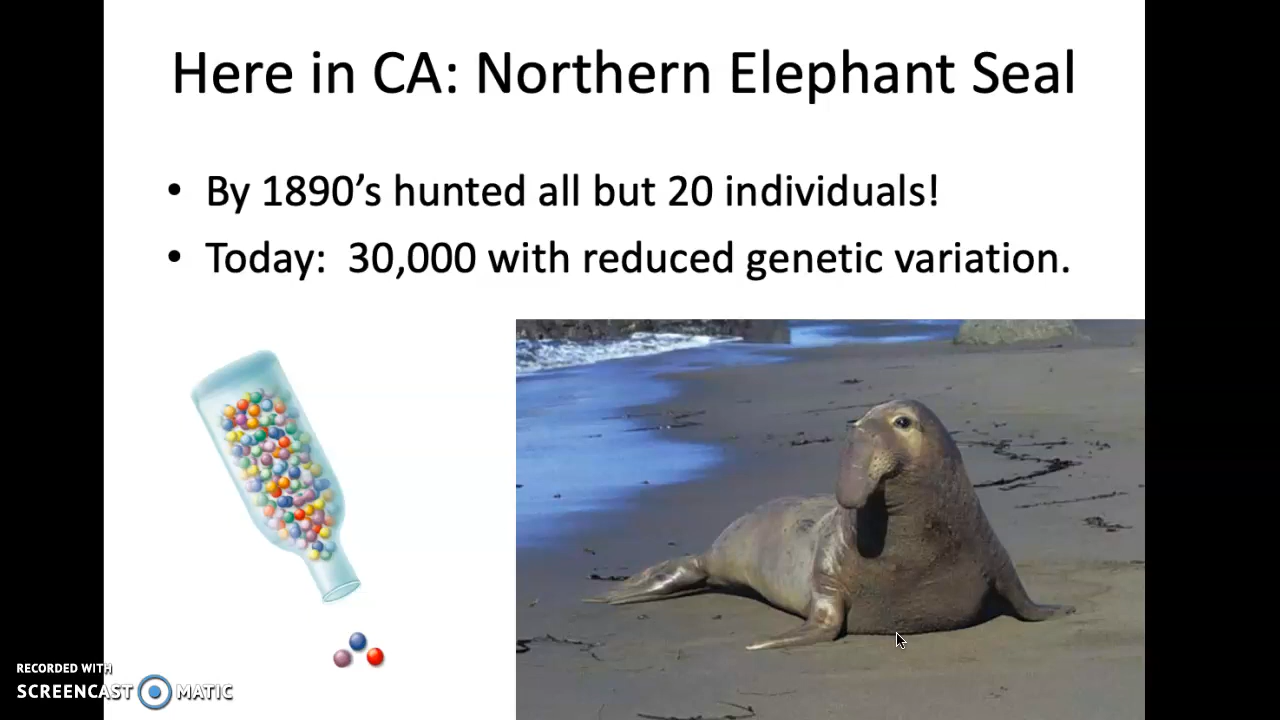 Here in CA: Northern Elephant Seal
• By 1890’s hunted all but 20 individuals!
• Today:  30,000 with reduced genetic variation.
RECORDED WITH
SCREENCAST MATIC